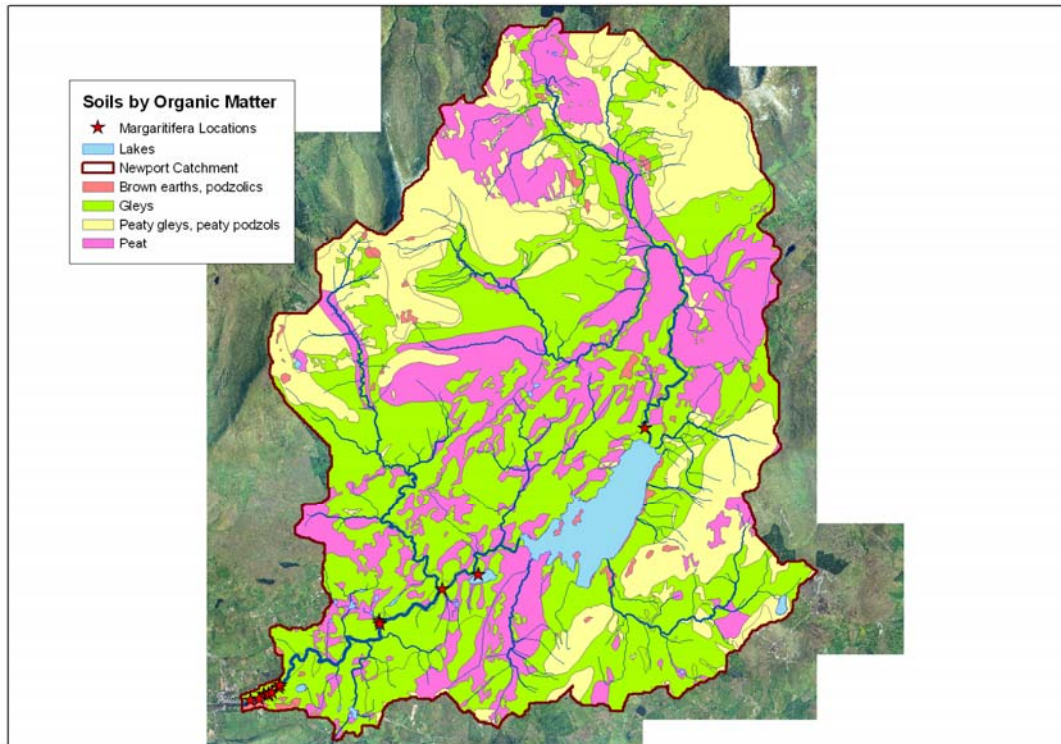 Soils by Organic Matter
Margaritifera Locations
Lakes
Newport Catchment
Brown earths, podzolics
Gleys
Peaty gleys, peaty podzols
Peat